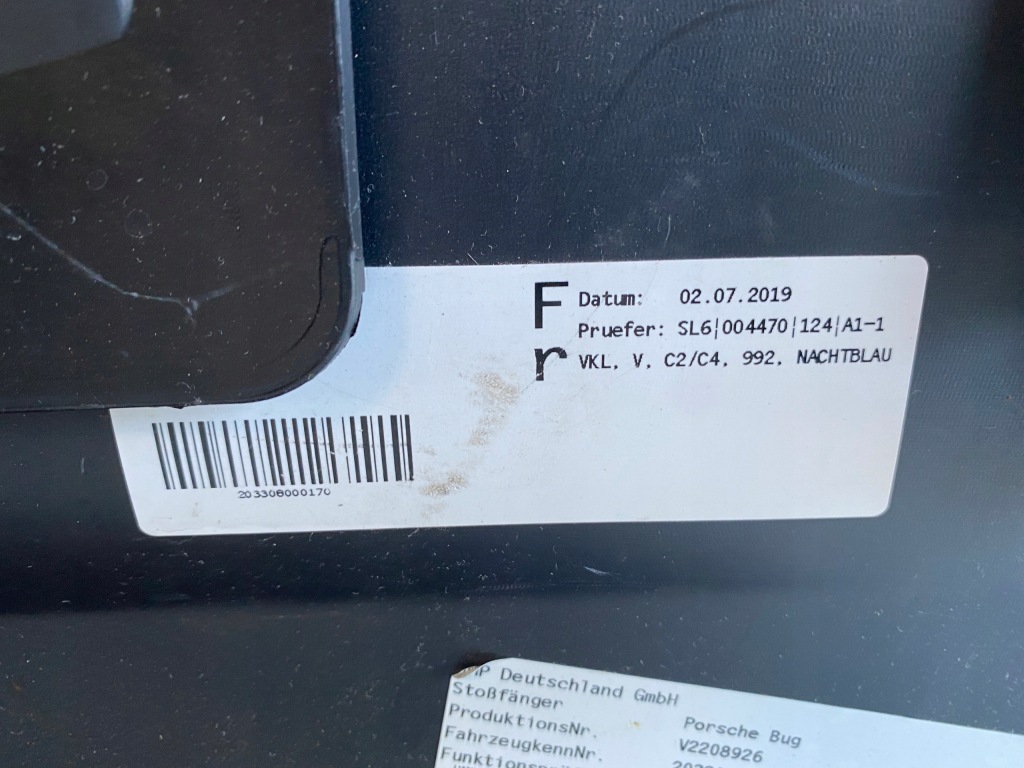 F
r
Datum: 02.07.2019
Pruefer: SL6|004470|124|A1-1
VKL, V, C2/C4, 992, NACHTBLAU
203306000170
Deutschland GmbH
Stoßfänger Porsche Bug
ProduktionsNr. V2208926
FahrzeugkennNr.